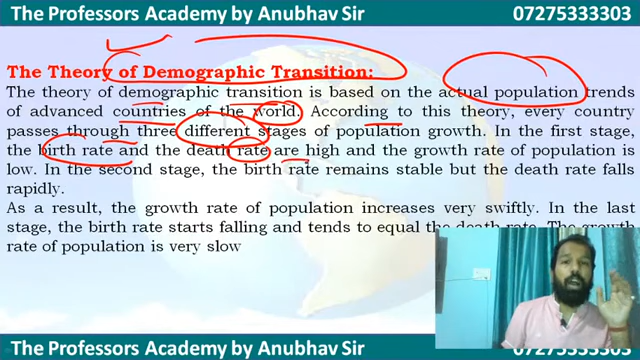 The Professors Academy by Anubhav Sir 07275333303
The Theory of Demographic Transition:
The theory of demographic transition is based on the actual population trends
of advanced countries of the world. According to this theory, every country
passes through three different stages of population growth. In the first stage,
the birth rate and the death rate are high and the growth rate of population is
low. In the second stage, the birth rate remains stable but the death rate falls
rapidly.
As a result, the growth rate of population increases very swiftly. In the last
stage, the birth rate starts falling and tends to equal the death rate. The growth
rate of population is very slow
The Professors Academy by Anubhav Sir 07275333303